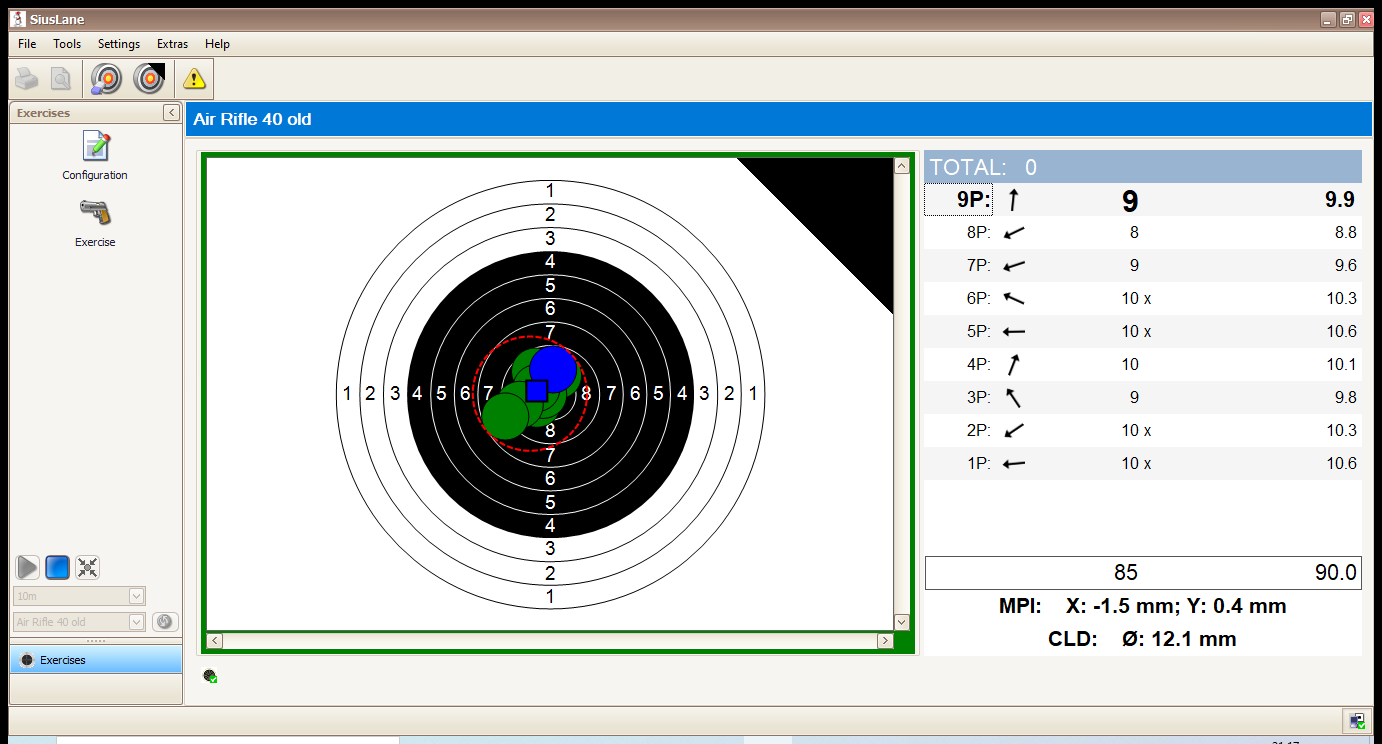 SiusLane
File Tools Settings Extras Help
Exercises
Configuration
Exercise
10m
Air Rifle 40 old
Exercises
Air Rifle 40 old
1
2
3
4
5
6
7
1 2 3 4 5 6 7 8 7 6 5 4 3 2 1
8
7
6
5
4
3
2
1
TOTAL: 0
9P: 9 9.9
8P: 8 8.8
7P: 9 9.6
6P: 10 x 10.3
5P: 10 x 10.6
4P: 10 10.1
3P: 9 9.8
2P: 10 x 10.3
1P: 10 x 10.6
85 90.0
MPI: X: -1.5 mm; Y: 0.4 mm
CLD: Ø: 12.1 mm